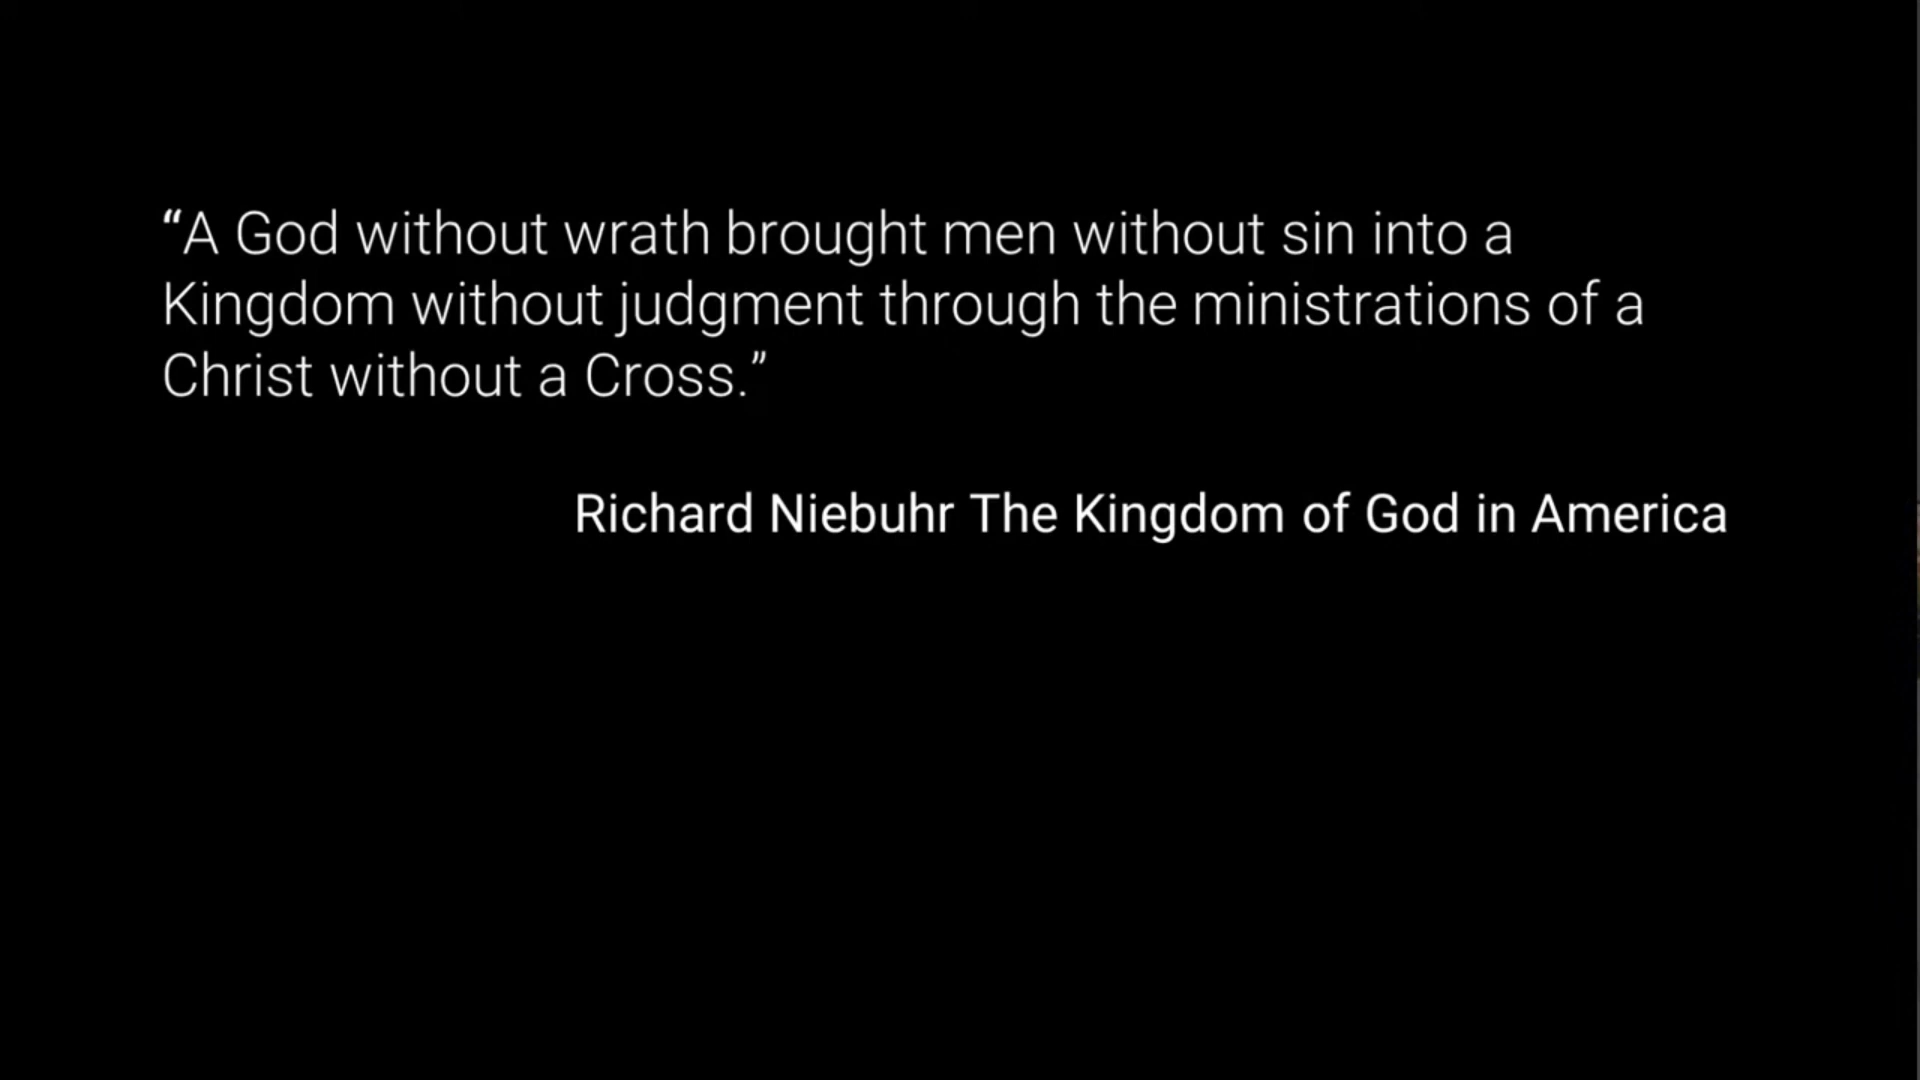 “A God without wrath brought men without sin into a
Kingdom without judgment through the ministrations of a
Christ without a Cross.”
Richard Niebuhr The Kingdom of God in America